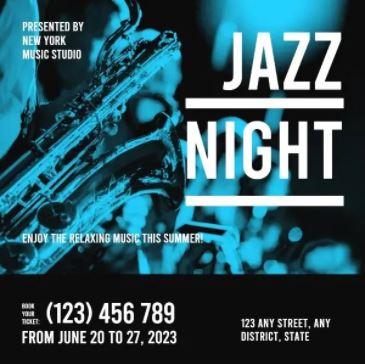 PRESENTED BY
NEW YORK
MUSIC STUDIO
JAZZ
NIGHT
ENJOY THE RELAXING MUSIC THIS SUMMER!
BOOK
YOUR
TICKET:
(123) 456 789
FROM JUNE 20 TO 27, 2023
123 ANY STREET, ANY
DISTRICT, STATE